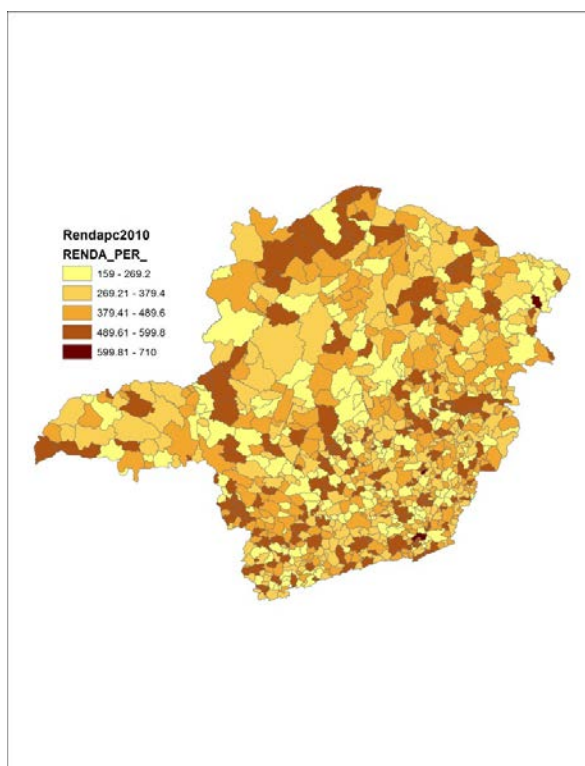 Rendapc2010
RENDA_PER_
159 - 269.2
269.21 - 379.4
379.41 - 489.6
489.61 - 599.8
599.81 - 710